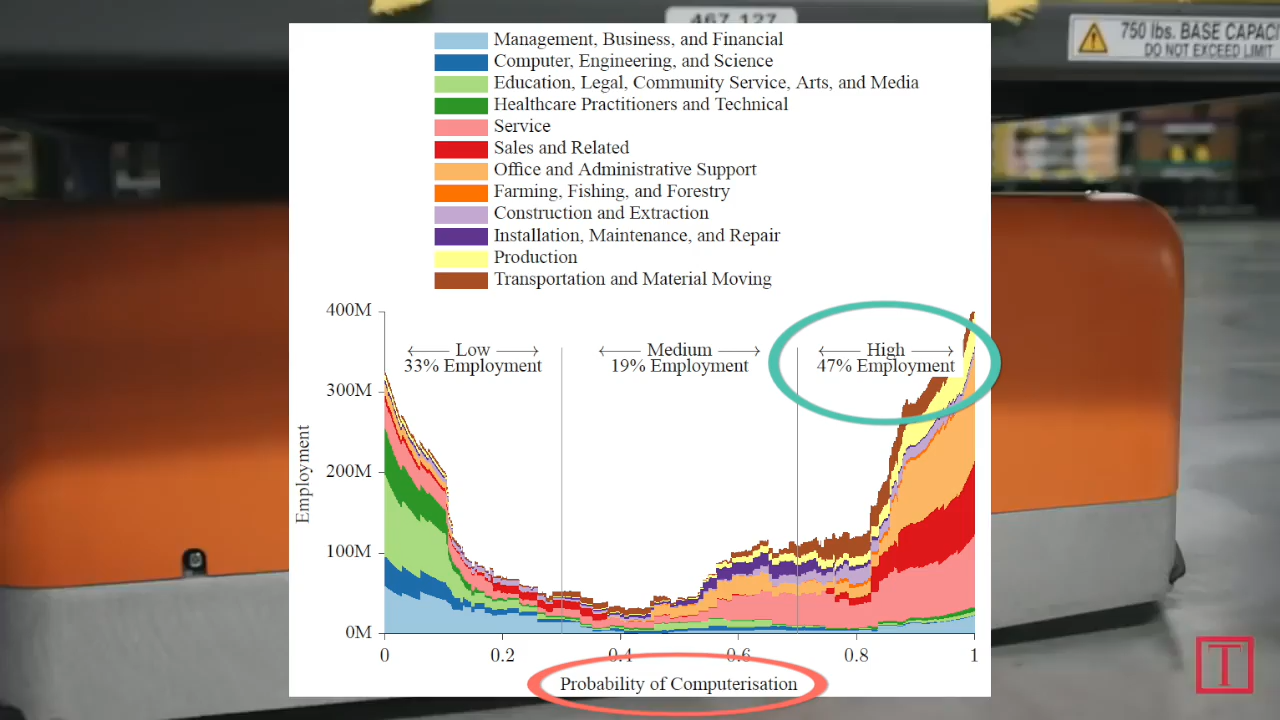 467 127
750 lbs. BASE CAPACI
DO NOT EXCEED LIMIT
Management, Business, and Financial
Computer, Engineering, and Science
Education, Legal, Community Service, Arts, and Media
Healthcare Practitioners and Technical
Service
Sales and Related
Office and Administrative Support
Farming, Fishing, and Forestry
Construction and Extraction
Installation, Maintenance, and Repair
Production
Transportation and Material Moving
400M
Low
Medium
High
33% Employment
19% Employment
47% Employment
300M
200M
100M
0M
Employment
0
0.2
0.4
0.6
0.8
1
Probability of Computerisation
T